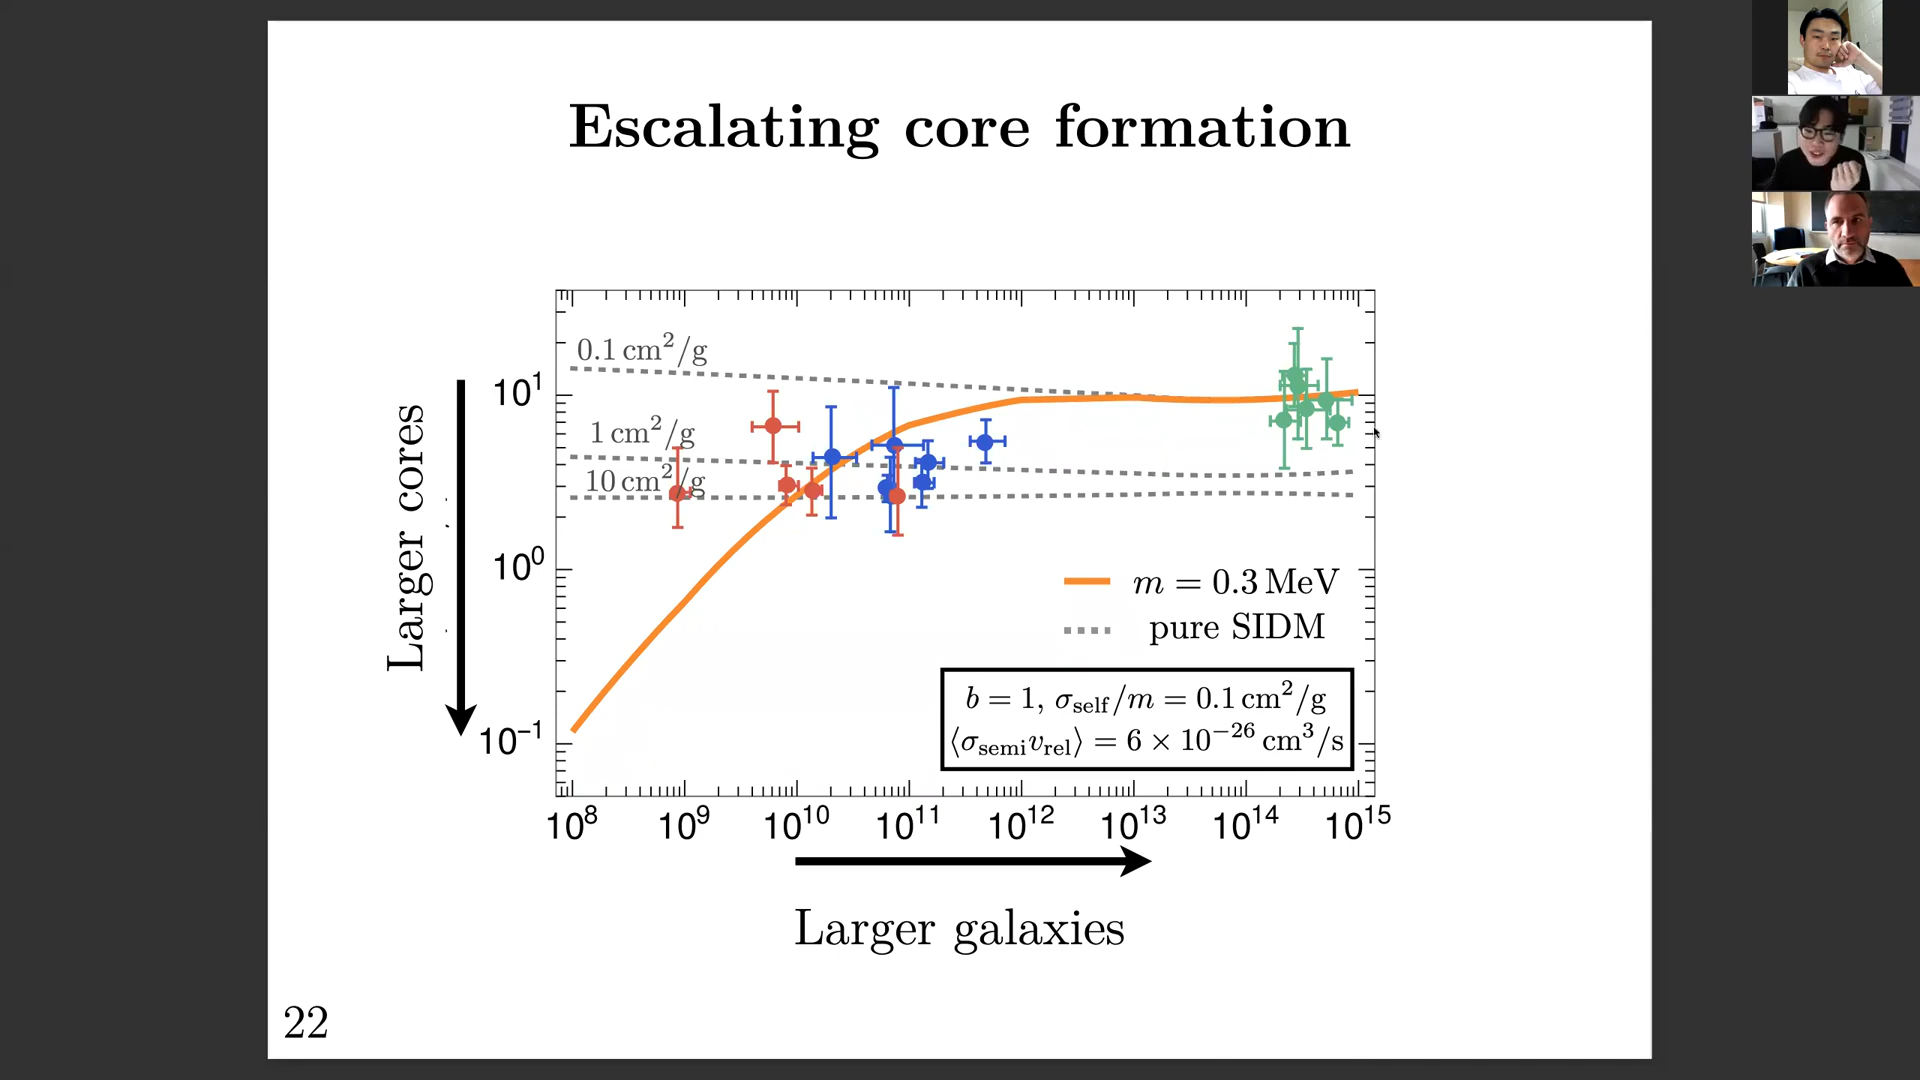 Escalating core formation
0.1 cm²/g
1 cm²/g
10 cm²/g
10¹
10⁰
10⁻¹
Larger cores
m = 0.3 MeV
pure SIDM
b = 1, σ_self/m = 0.1 cm²/g
⟨σ_semi v_rel⟩ = 6 × 10⁻²⁶ cm³/s
10⁸ 10⁹ 10¹⁰ 10¹¹ 10¹² 10¹³ 10¹⁴ 10¹⁵
Larger galaxies
22